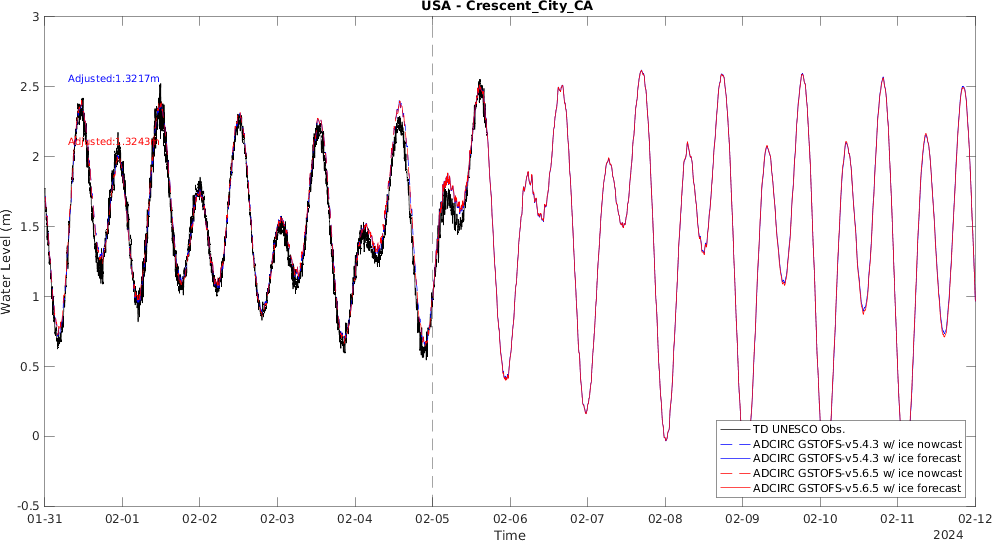 USA - Crescent_City_CA
3
2.5
2
1.5
1
0.5
0
-0.5
Water Level (m)
Adjusted:1.3217m
Adjusted:1.3243m
TD UNESCO Obs.
ADCIRC GSTOFS-v5.4.3 w/ ice nowcast
ADCIRC GSTOFS-v5.4.3 w/ ice forecast
ADCIRC GSTOFS-v5.6.5 w/ ice nowcast
ADCIRC GSTOFS-v5.6.5 w/ ice forecast
01-31 02-01 02-02 02-03 02-04 02-05 02-06 02-07 02-08 02-09 02-10 02-11 02-12
Time
2024